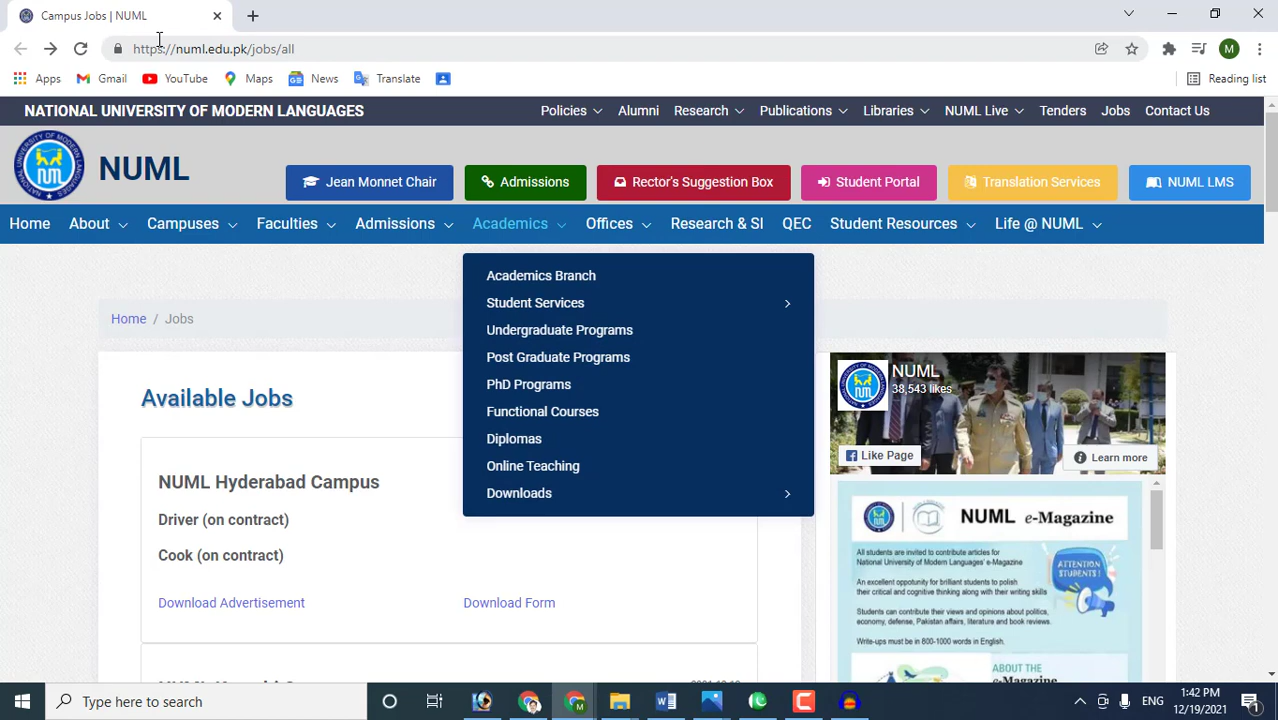 Campus Jobs | NUML
https://numl.edu.pk/jobs/all
M
Apps Gmail YouTube Maps News Translate Reading list
NATIONAL UNIVERSITY OF MODERN LANGUAGES Policies Alumni Research Publications Libraries NUML Live Tenders Jobs Contact Us
NUML Jean Monnet Chair Admissions Rector's Suggestion Box Student Portal Translation Services NUML LMS
Home About Campuses Faculties Admissions Academics Offices Research & SI QEC Student Resources Life @ NUML
Academics Branch
Student Services
Undergraduate Programs
Post Graduate Programs
PhD Programs
Functional Courses
Diplomas
Online Teaching
Downloads
Home / Jobs
Available Jobs
NUML Hyderabad Campus
Driver (on contract)
Cook (on contract)
Download Advertisement Download Form
NUML
38,543 likes
Like Page Learn more
NUML e-Magazine
All students are invited to contribute articles for
National University of Modern Languages' e-Magazine
An excellent opportunity for brilliant students to polish
their critical and cognitive thinking along with their writing skills
Students can contribute their views and opinions about politics,
economy, defense, Pakistan affairs, literature and book reviews.
Write-ups must be in 800-1000 words in English.
ATTENTION
STUDENTS!
ABOUT THE
Type here to search
ENG
1:42 PM
12/19/2021